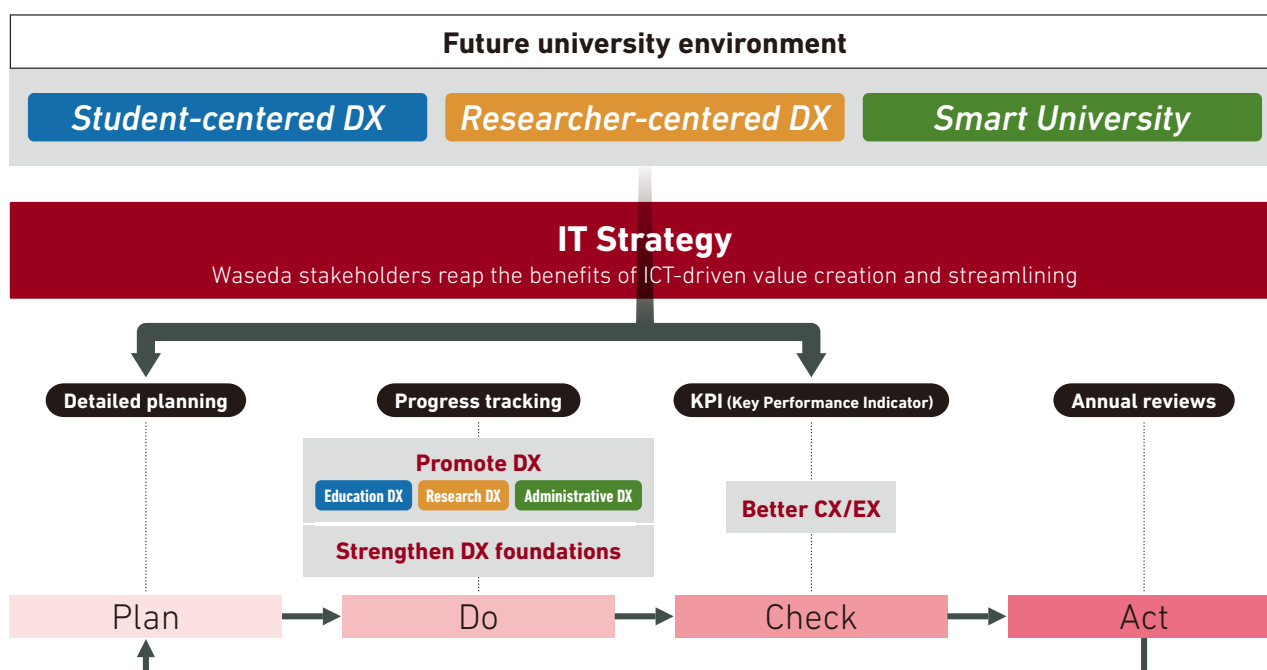 Future university environment
Student-centered DX
Researcher-centered DX
Smart University
IT Strategy
Waseda stakeholders reap the benefits of ICT-driven value creation and streamlining
Detailed planning
Progress tracking
KPI (Key Performance Indicator)
Annual reviews
Promote DX
Education DX
Research DX
Administrative DX
Better CX/EX
Strengthen DX foundations
Plan
Do
Check
Act